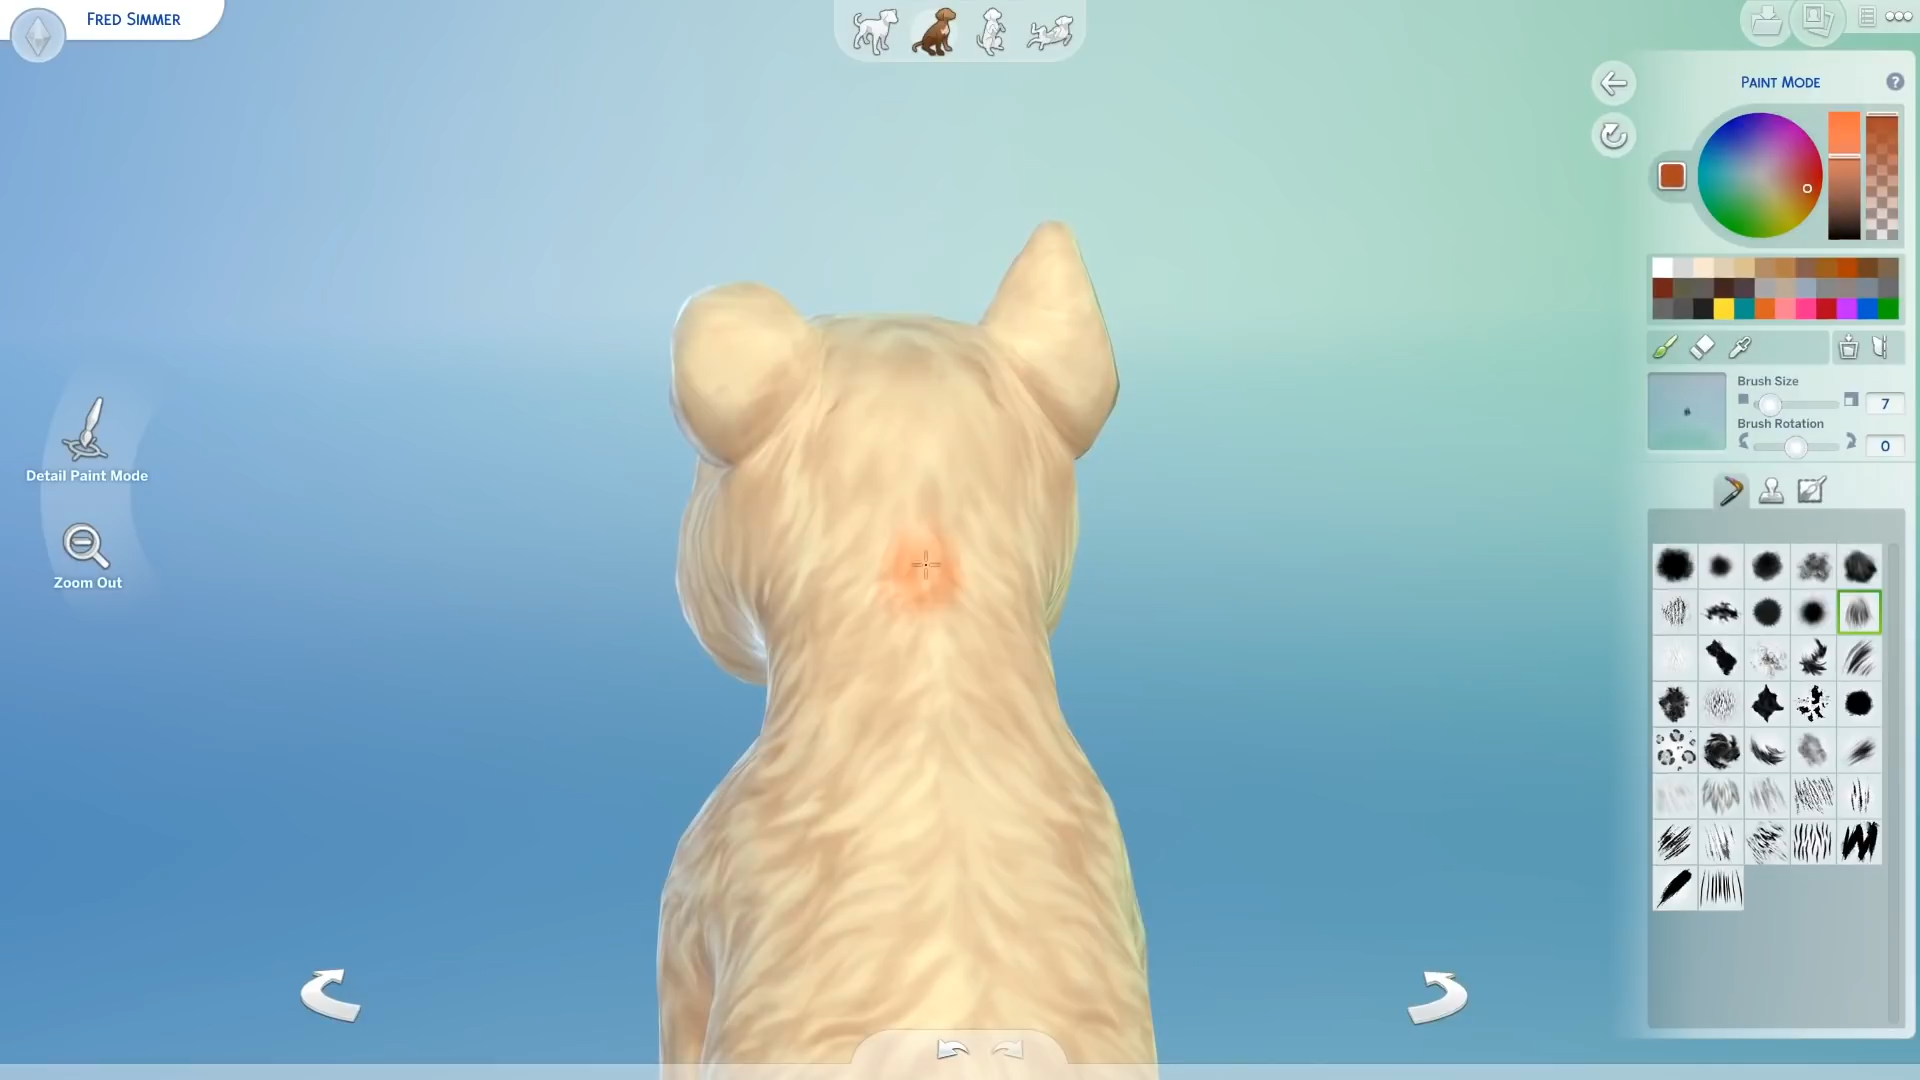 Fred Simmer
Paint Mode
?
Brush Size
7
Brush Rotation
0
Detail Paint Mode
Zoom Out